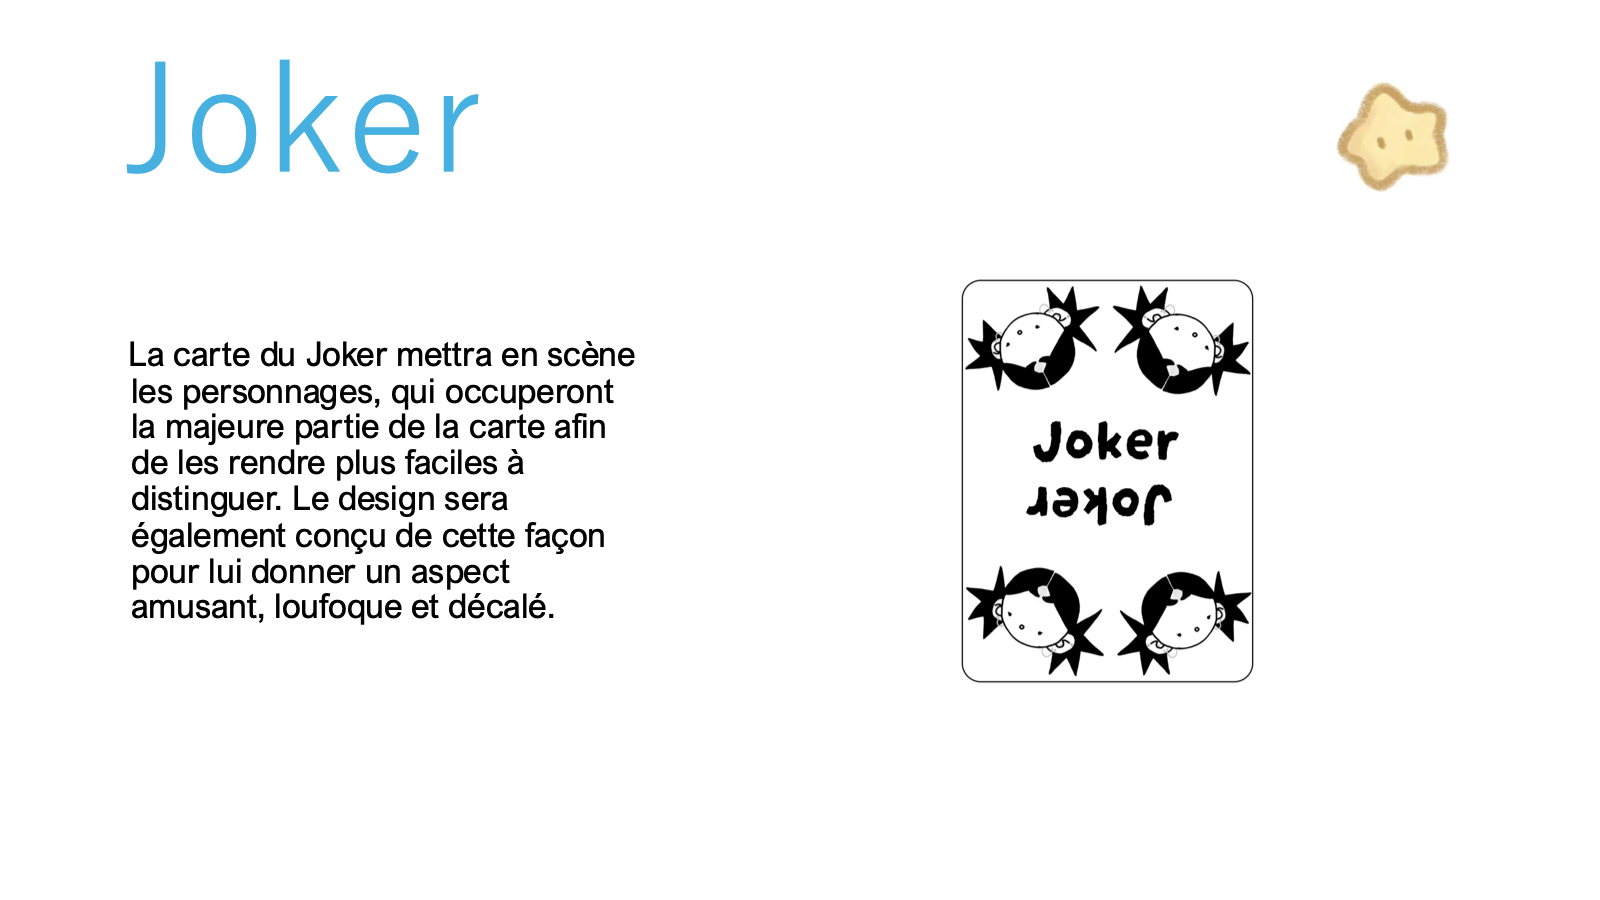 Joker
La carte du Joker mettra en scène
les personnages, qui occuperont
la majeure partie de la carte afin
de les rendre plus faciles à
distinguer. Le design sera
également conçu de cette façon
pour lui donner un aspect
amusant, loufoque et décalé.
Joker
Joker